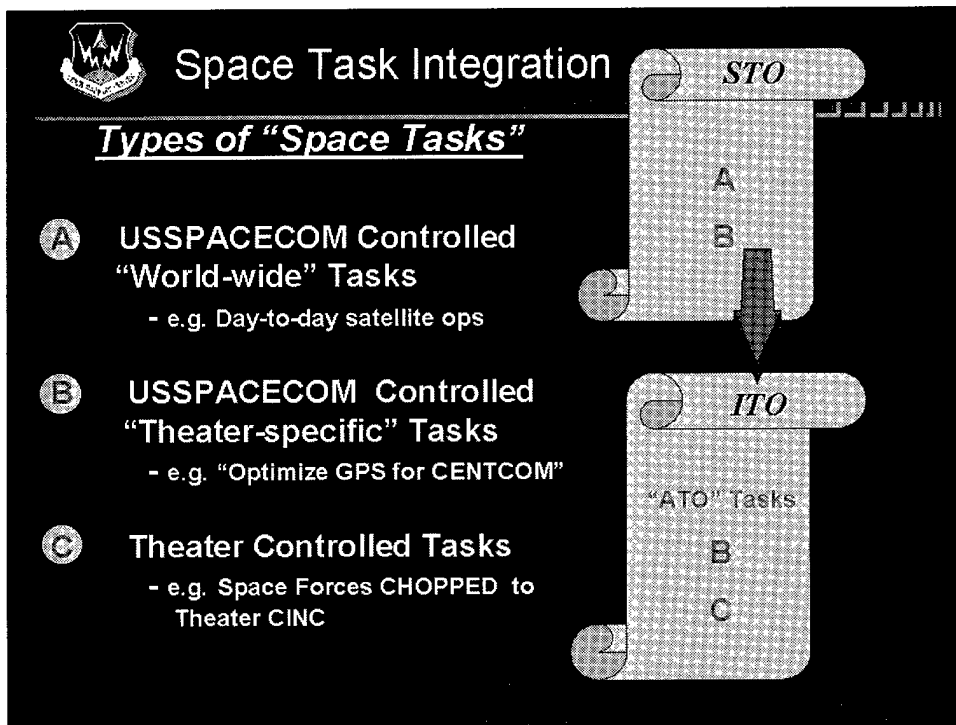 Space Task Integration
Types of “Space Tasks”
A USSPACECOM Controlled
“World-wide” Tasks
- e.g. Day-to-day satellite ops
B USSPACECOM Controlled
“Theater-specific” Tasks
- e.g. “Optimize GPS for CENTCOM”
C Theater Controlled Tasks
- e.g. Space Forces CHOPPED to
Theater CINC
STO
A
B
ITO
“ATO” Tasks
B
C